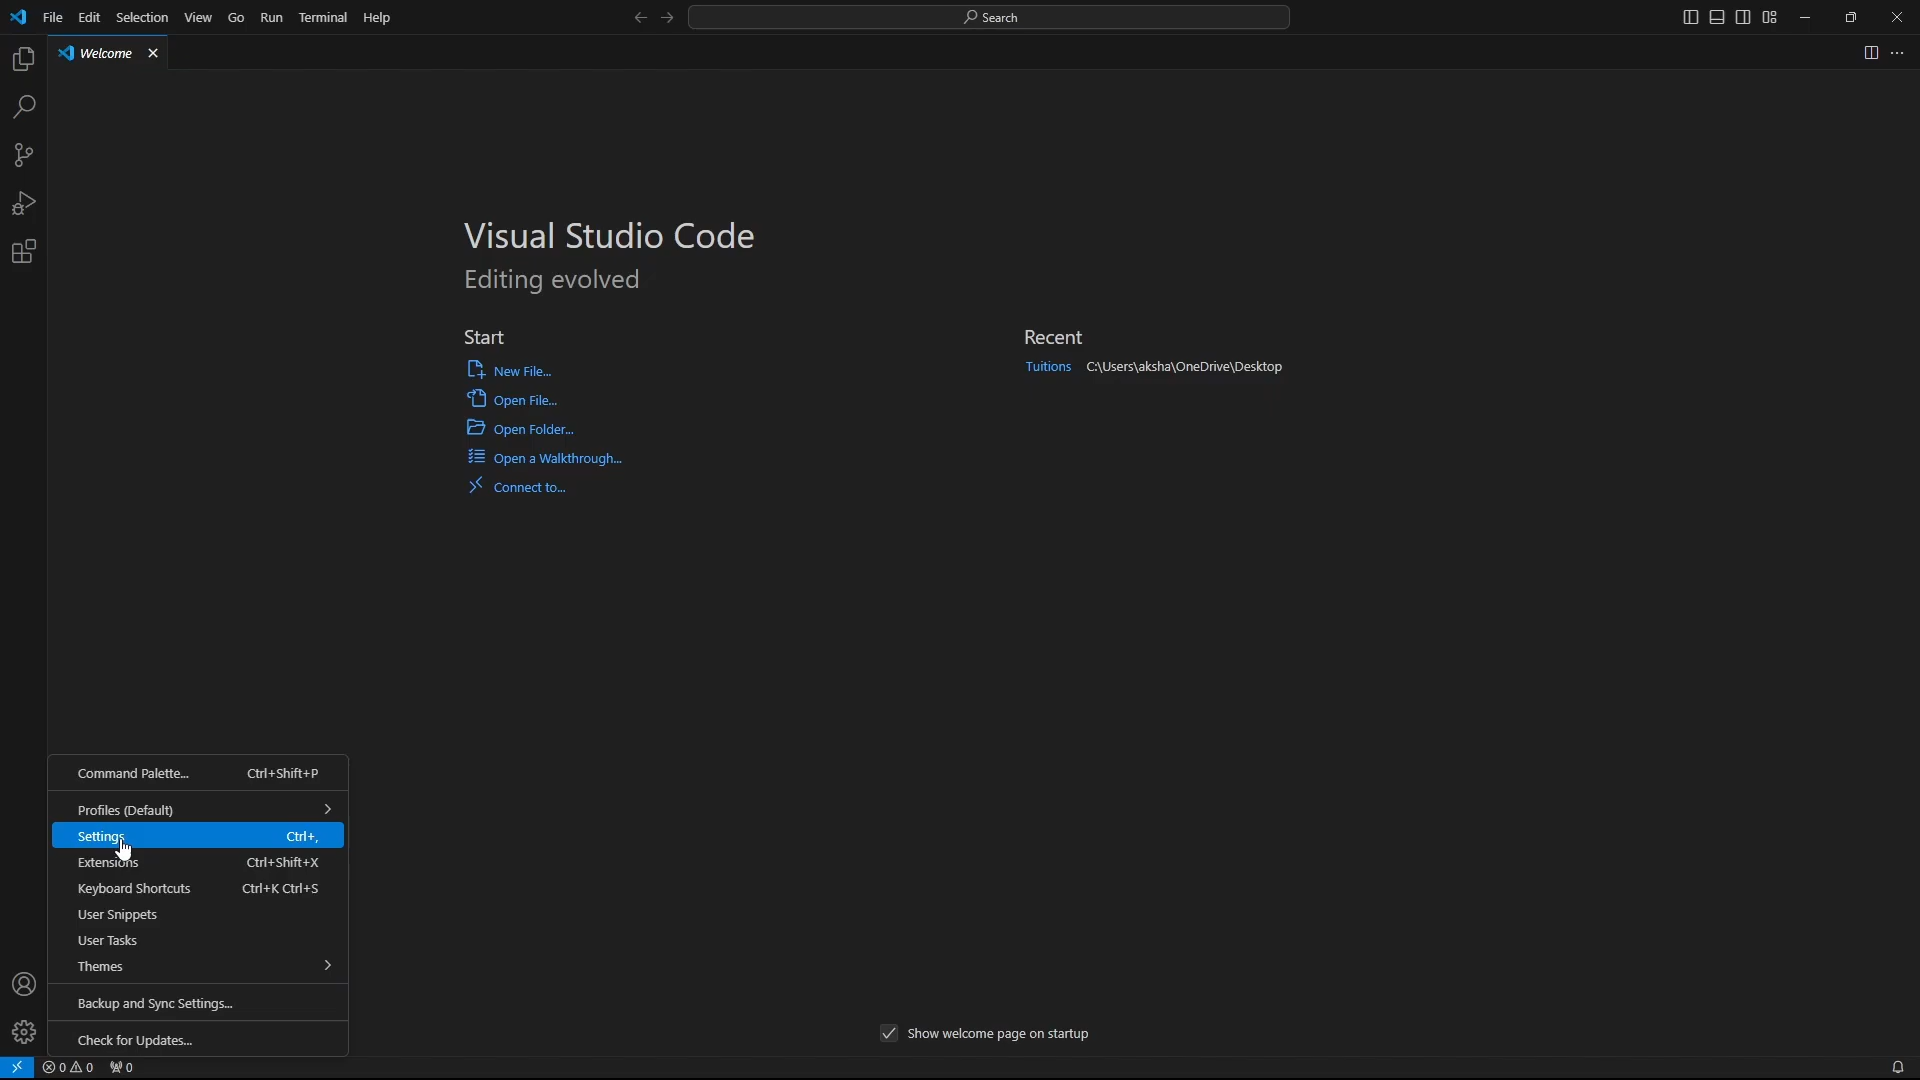 File Edit Selection View Go Run Terminal Help
Search
Welcome
Visual Studio Code
Editing evolved
Start
New File...
Open File...
Open Folder...
Open a Walkthrough...
Connect to...
Recent
Tuitions C:\Users\aksha\OneDrive\Desktop
Command Palette... Ctrl+Shift+P
Profiles (Default)
Settings Ctrl+,
Extensions Ctrl+Shift+X
Keyboard Shortcuts Ctrl+K Ctrl+S
User Snippets
User Tasks
Themes
Backup and Sync Settings...
Check for Updates...
Show welcome page on startup
0 0 0